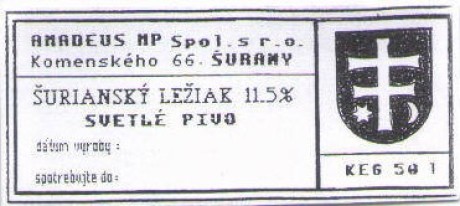 AMADEUS MP Spol. s r.o.
Komenského 66. ŠURANY
ŠURIANSKÝ LEŽIAK 11.5%
SVETLÉ PIVO
dátum výroby :
spotrebujte do:
KEG 50 l